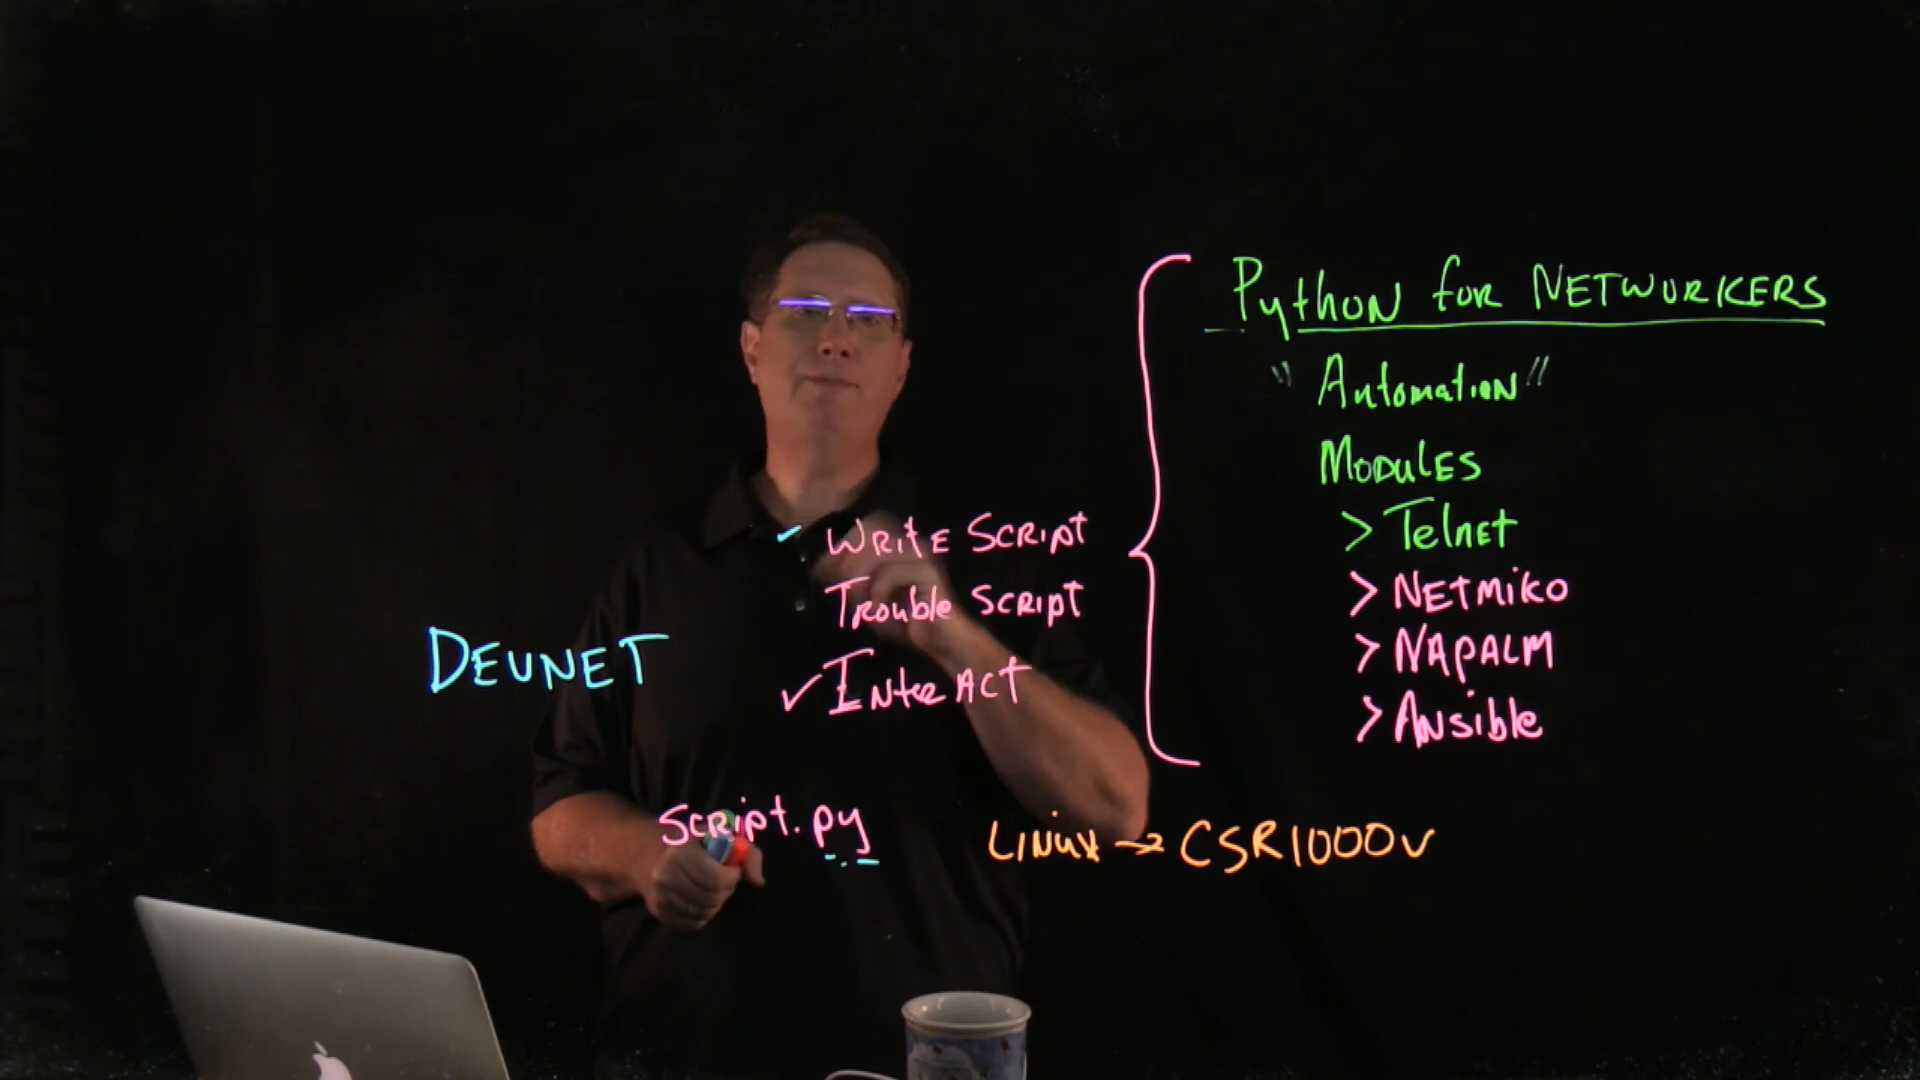 Python for NETWORKERS
"Automation"
Modules
> Telnet
> NETMIKO
> NAPALM
> Ansible
✓ WRITE SCRIPT
TROUBLE SCRIPT
✓ INTERACT
DEVNET
SCRIPT.py
LINUX → CSR1000v